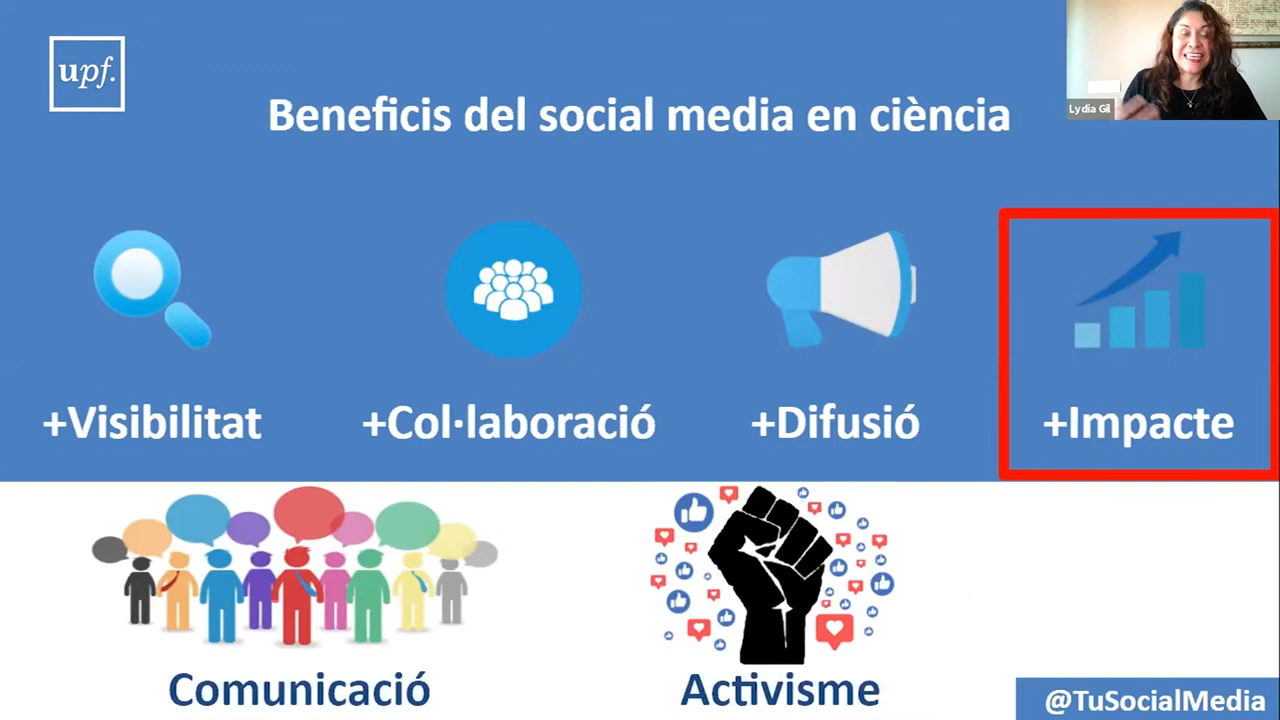 upf.
Lydia Gil
Beneficis del social media en ciència
+Visibilitat
+Col·laboració
+Difusió
+Impacte
Comunicació
Activisme
@TuSocialMedia